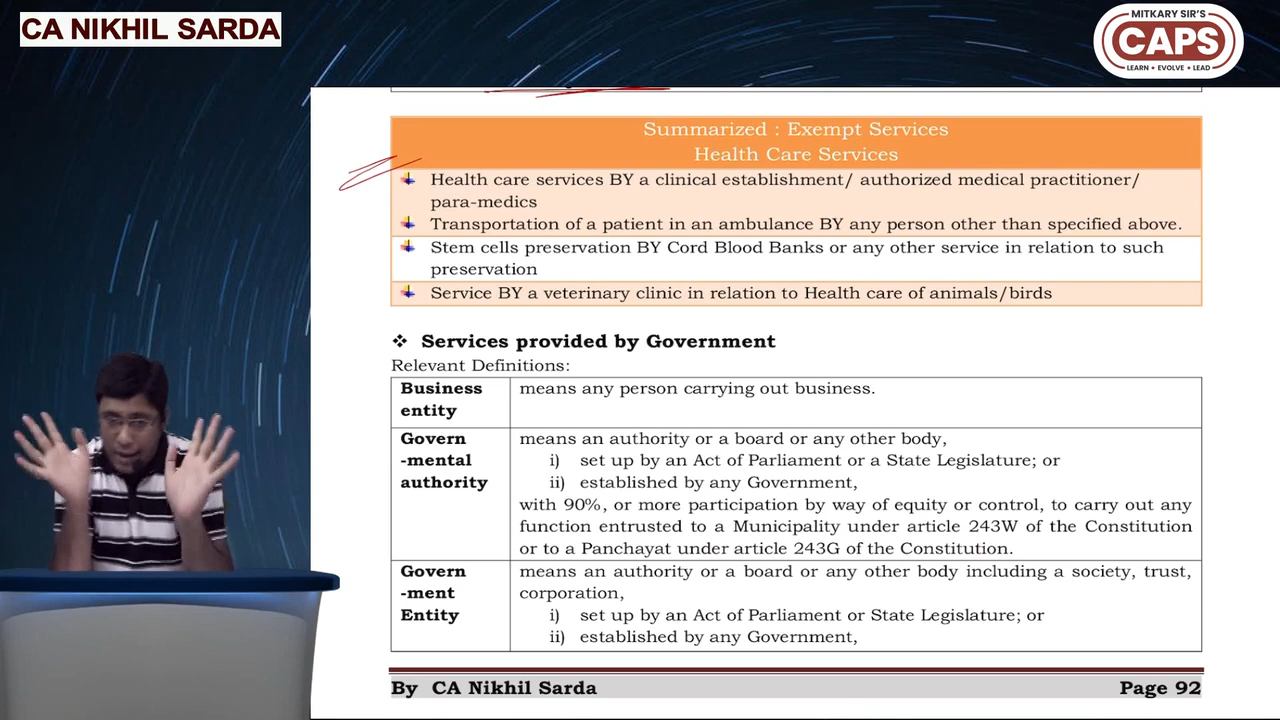 CA NIKHIL SARDA
MITKARY SIR'S
CAPS
LEARN • EVOLVE • LEAD
Summarized : Exempt Services
Health Care Services
Health care services BY a clinical establishment/ authorized medical practitioner/
para-medics
Transportation of a patient in an ambulance BY any person other than specified above.
Stem cells preservation BY Cord Blood Banks or any other service in relation to such
preservation
Service BY a veterinary clinic in relation to Health care of animals/birds
❖ Services provided by Government
Relevant Definitions:
Business means any person carrying out business.
entity
Govern means an authority or a board or any other body,
-mental i) set up by an Act of Parliament or a State Legislature; or
authority ii) established by any Government,
with 90%, or more participation by way of equity or control, to carry out any
function entrusted to a Municipality under article 243W of the Constitution
or to a Panchayat under article 243G of the Constitution.
Govern means an authority or a board or any other body including a society, trust,
-ment corporation,
Entity i) set up by an Act of Parliament or State Legislature; or
ii) established by any Government,
By CA Nikhil Sarda Page 92